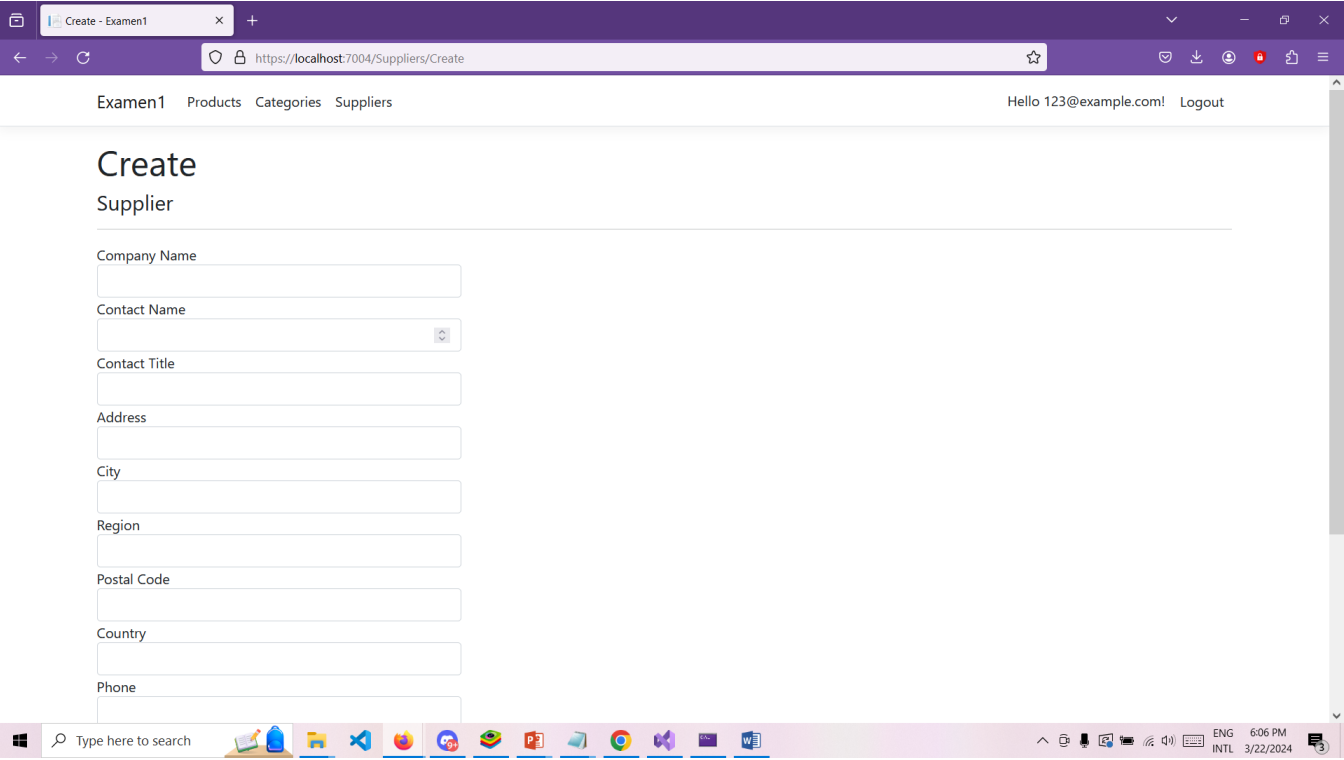 Create - Examen1
https://localhost:7004/Suppliers/Create
Examen1 Products Categories Suppliers Hello 123@example.com! Logout
Create
Supplier
Company Name
Contact Name
Contact Title
Address
City
Region
Postal Code
Country
Phone
Type here to search
9+
ENG
INTL
6:06 PM
3/22/2024
3